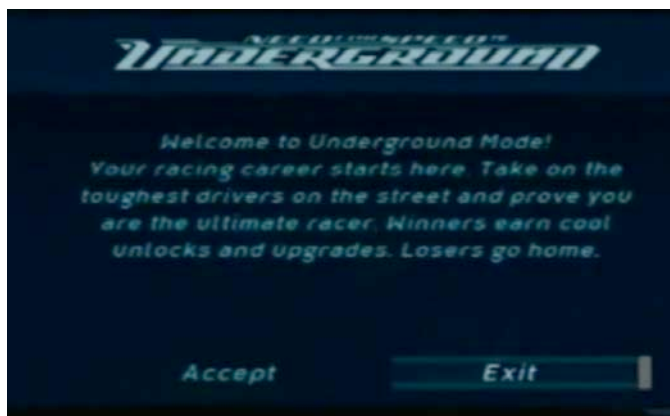 NEED FOR SPEED™
UNDERGROUND
Welcome to Underground Mode!
Your racing career starts here. Take on the
toughest drivers on the street and prove you
are the ultimate racer. Winners earn cool
unlocks and upgrades. Losers go home.
Accept
Exit